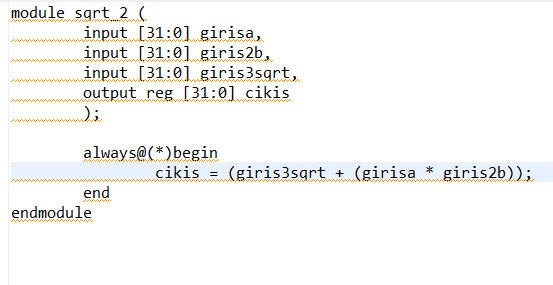 module sqrt_2 (
input [31:0] girisa,
input [31:0] giris2b,
input [31:0] giris3sqrt,
output reg [31:0] cikis
);
always@(*)begin
cikis = (giris3sqrt + (girisa * giris2b));
end
endmodule